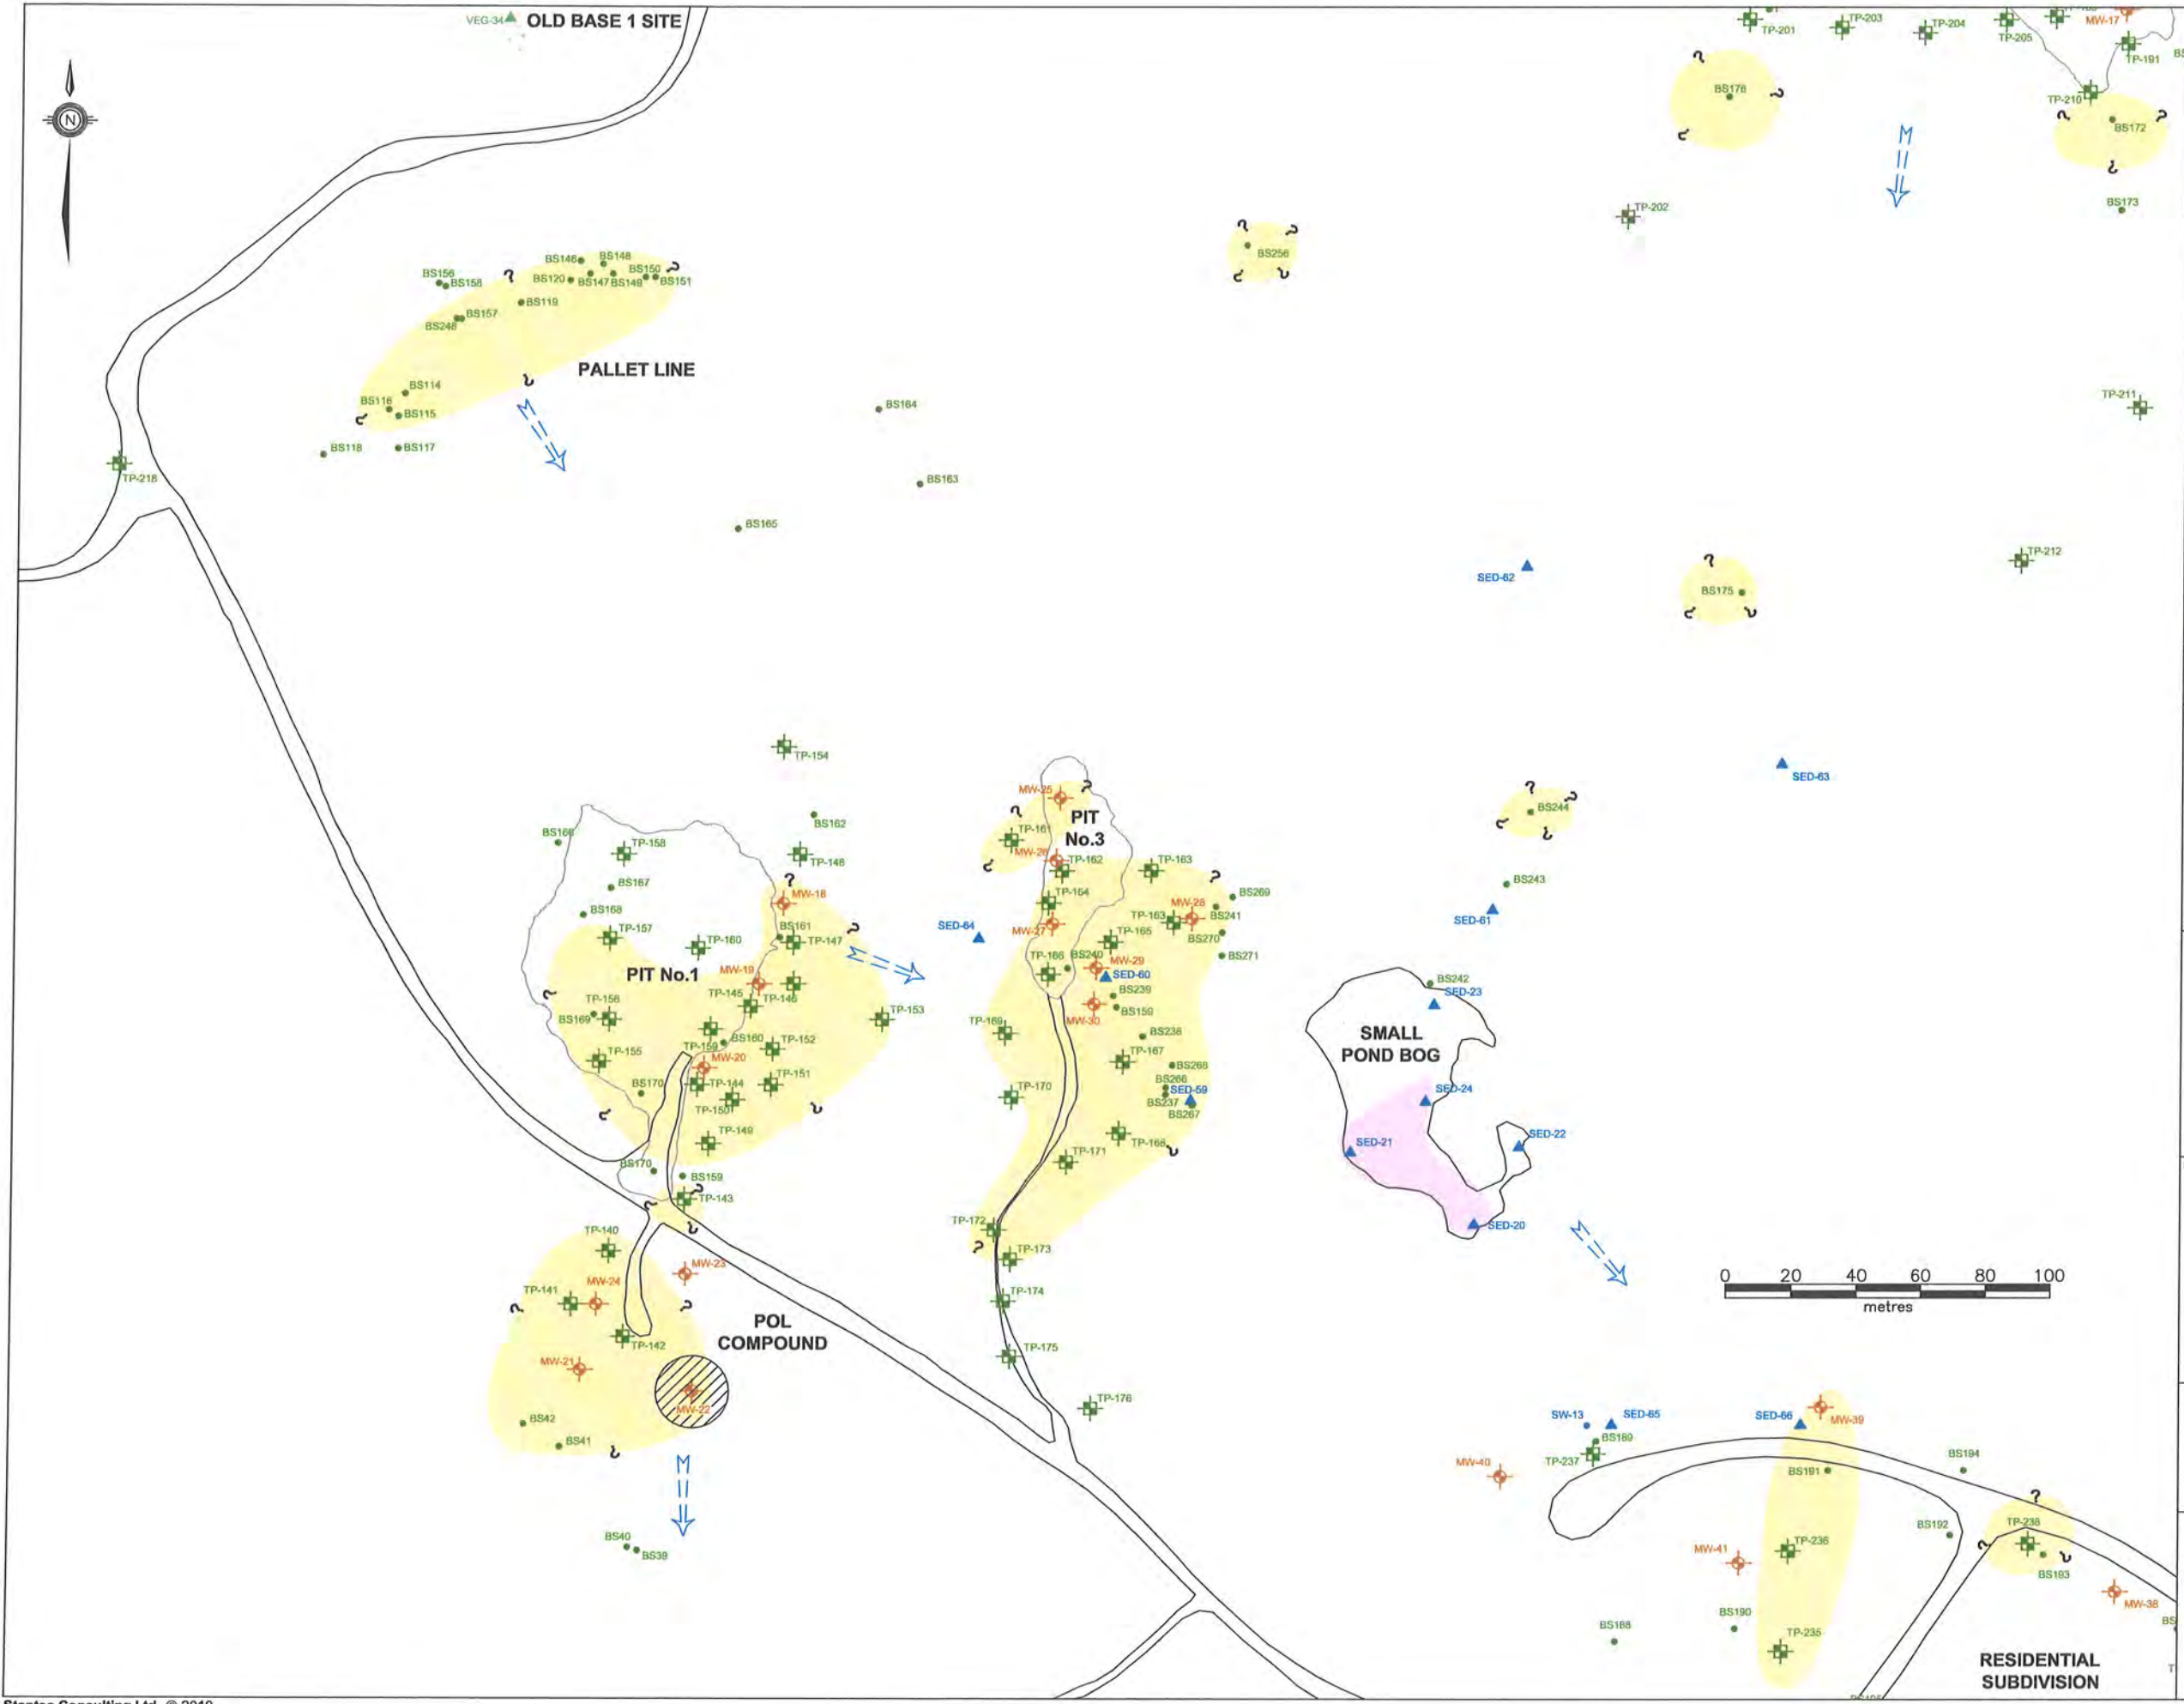 VEG-34 OLD BASE 1 SITE
TP-201
TP-203
TP-204
TP-205
MW-17
TP-191
N
BS178
TP-210
BS172
TP-202
BS173
BS256
BS146
BS148
BS156
BS158
BS120
BS147
BS149
BS150
BS151
BS119
BS157
BS248
PALLET LINE
BS114
BS116
BS115
BS118
BS117
BS164
TP-211
TP-218
BS163
BS165
TP-212
SED-62
BS175
TP-154
SED-63
MW-25
BS244
BS162
PIT
No.3
TP-161
BS166
TP-158
TP-148
MW-26
TP-162
TP-163
BS167
BS243
MW-18
TP-164
BS269
MW-28
BS168
BS241
SED-61
SED-64
MW-27
TP-163
TP-157
BS161
TP-147
TP-160
TP-165
BS270
PIT No.1
MW-19
TP-166
BS240
MW-29
BS271
SED-60
BS242
TP-156
TP-145
TP-146
BS239
SED-23
BS169
TP-153
MW-30
BS159
TP-169
BS238
SMALL
POND BOG
TP-159
BS160
TP-152
TP-155
MW-20
TP-167
BS268
BS170
TP-144
TP-151
TP-170
BS266
SED-59
SED-24
TP-150
BS237
BS267
TP-149
TP-168
SED-22
SED-21
TP-171
BS170
BS159
TP-143
TP-172
SED-20
TP-140
TP-173
MW-23
MW-24
TP-141
TP-174
0 20 40 60 80 100
metres
POL
COMPOUND
TP-142
MW-21
TP-175
MW-22
TP-176
SW-13
SED-65
SED-66
MW-39
BS42
BS41
BS189
TP-237
MW-40
BS191
BS194
BS40
BS39
BS192
TP-238
TP-236
MW-41
BS193
MW-38
BS190
BS188
TP-235
RESIDENTIAL
SUBDIVISION